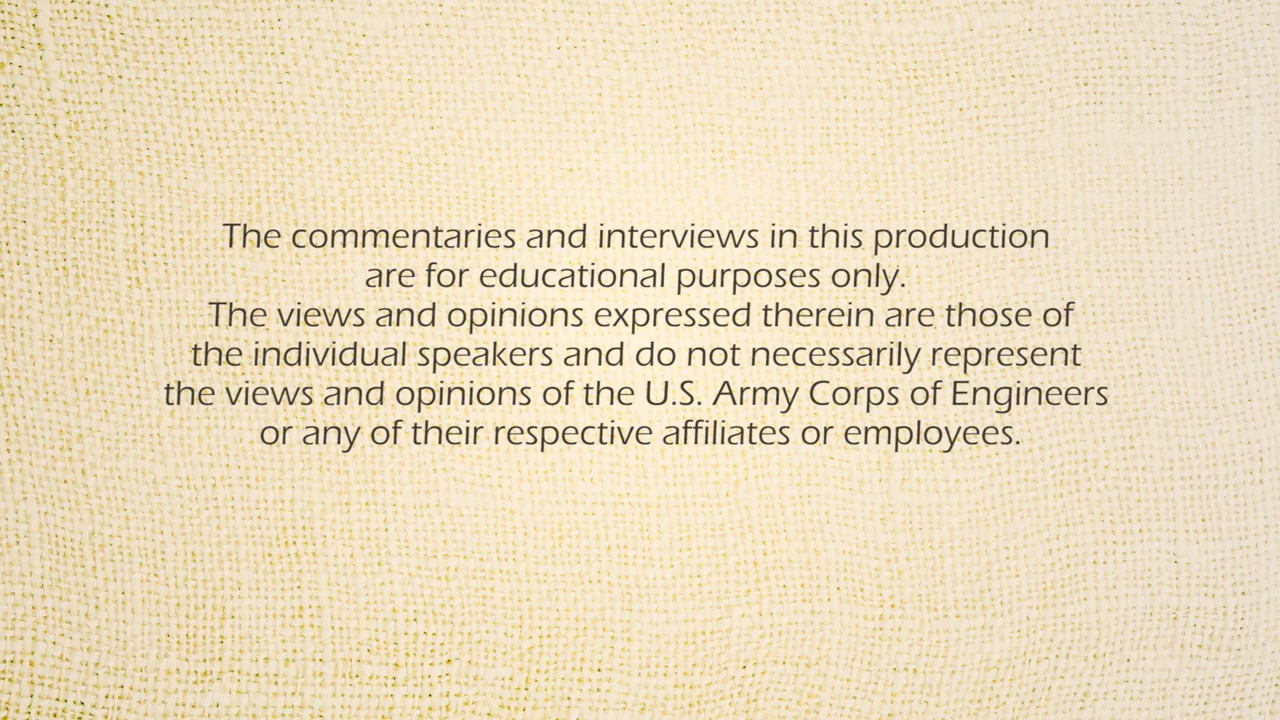 The commentaries and interviews in this production
are for educational purposes only.
The views and opinions expressed therein are those of
the individual speakers and do not necessarily represent
the views and opinions of the U.S. Army Corps of Engineers
or any of their respective affiliates or employees.